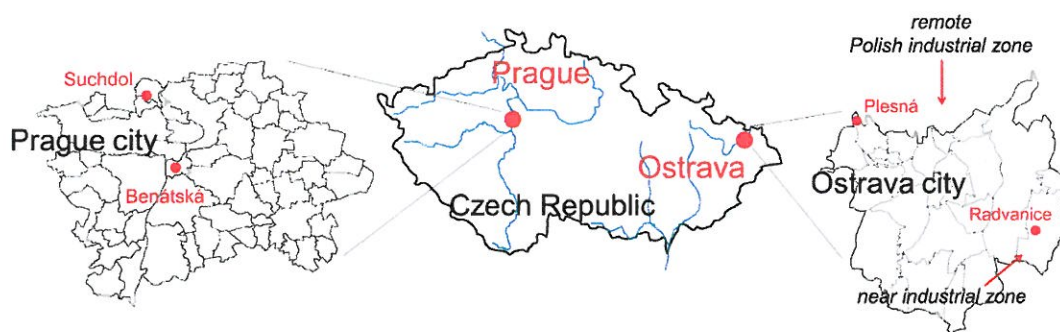 Suchdol
Prague city
Benátská
Prague
Ostrava
Czech Republic
remote
Polish industrial zone
Plesná
Ostrava city
Radvanice
near industrial zone